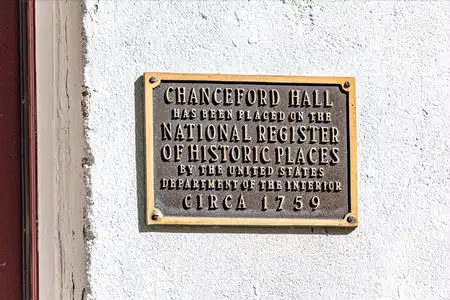 CHANCEFORD HALL
HAS BEEN PLACED ON THE
NATIONAL REGISTER
OF HISTORIC PLACES
BY THE UNITED STATES
DEPARTMENT OF THE INTERIOR
CIRCA 1759